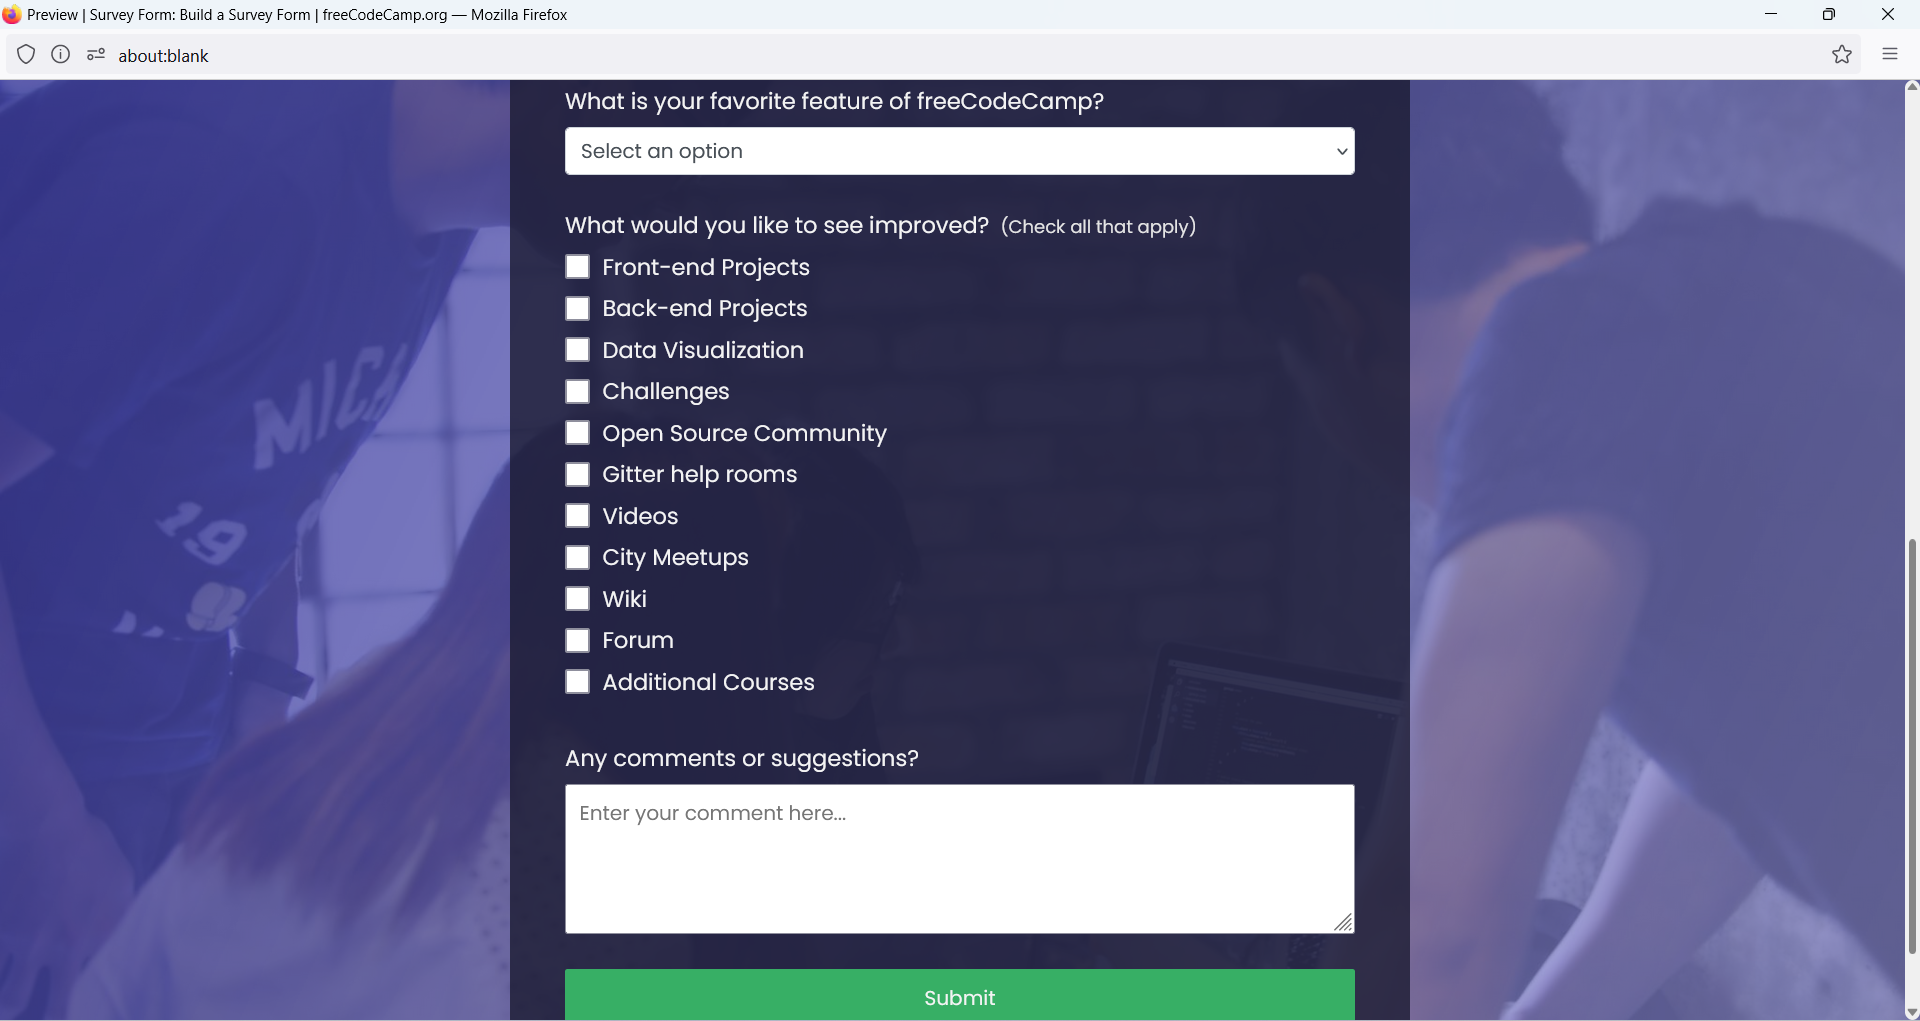 Preview | Survey Form: Build a Survey Form | freeCodeCamp.org — Mozilla Firefox
about:blank
What is your favorite feature of freeCodeCamp?
Select an option
What would you like to see improved? (Check all that apply)
Front-end Projects
Back-end Projects
Data Visualization
Challenges
Open Source Community
Gitter help rooms
Videos
City Meetups
Wiki
Forum
Additional Courses
MICH
19
Any comments or suggestions?
Enter your comment here...
Submit